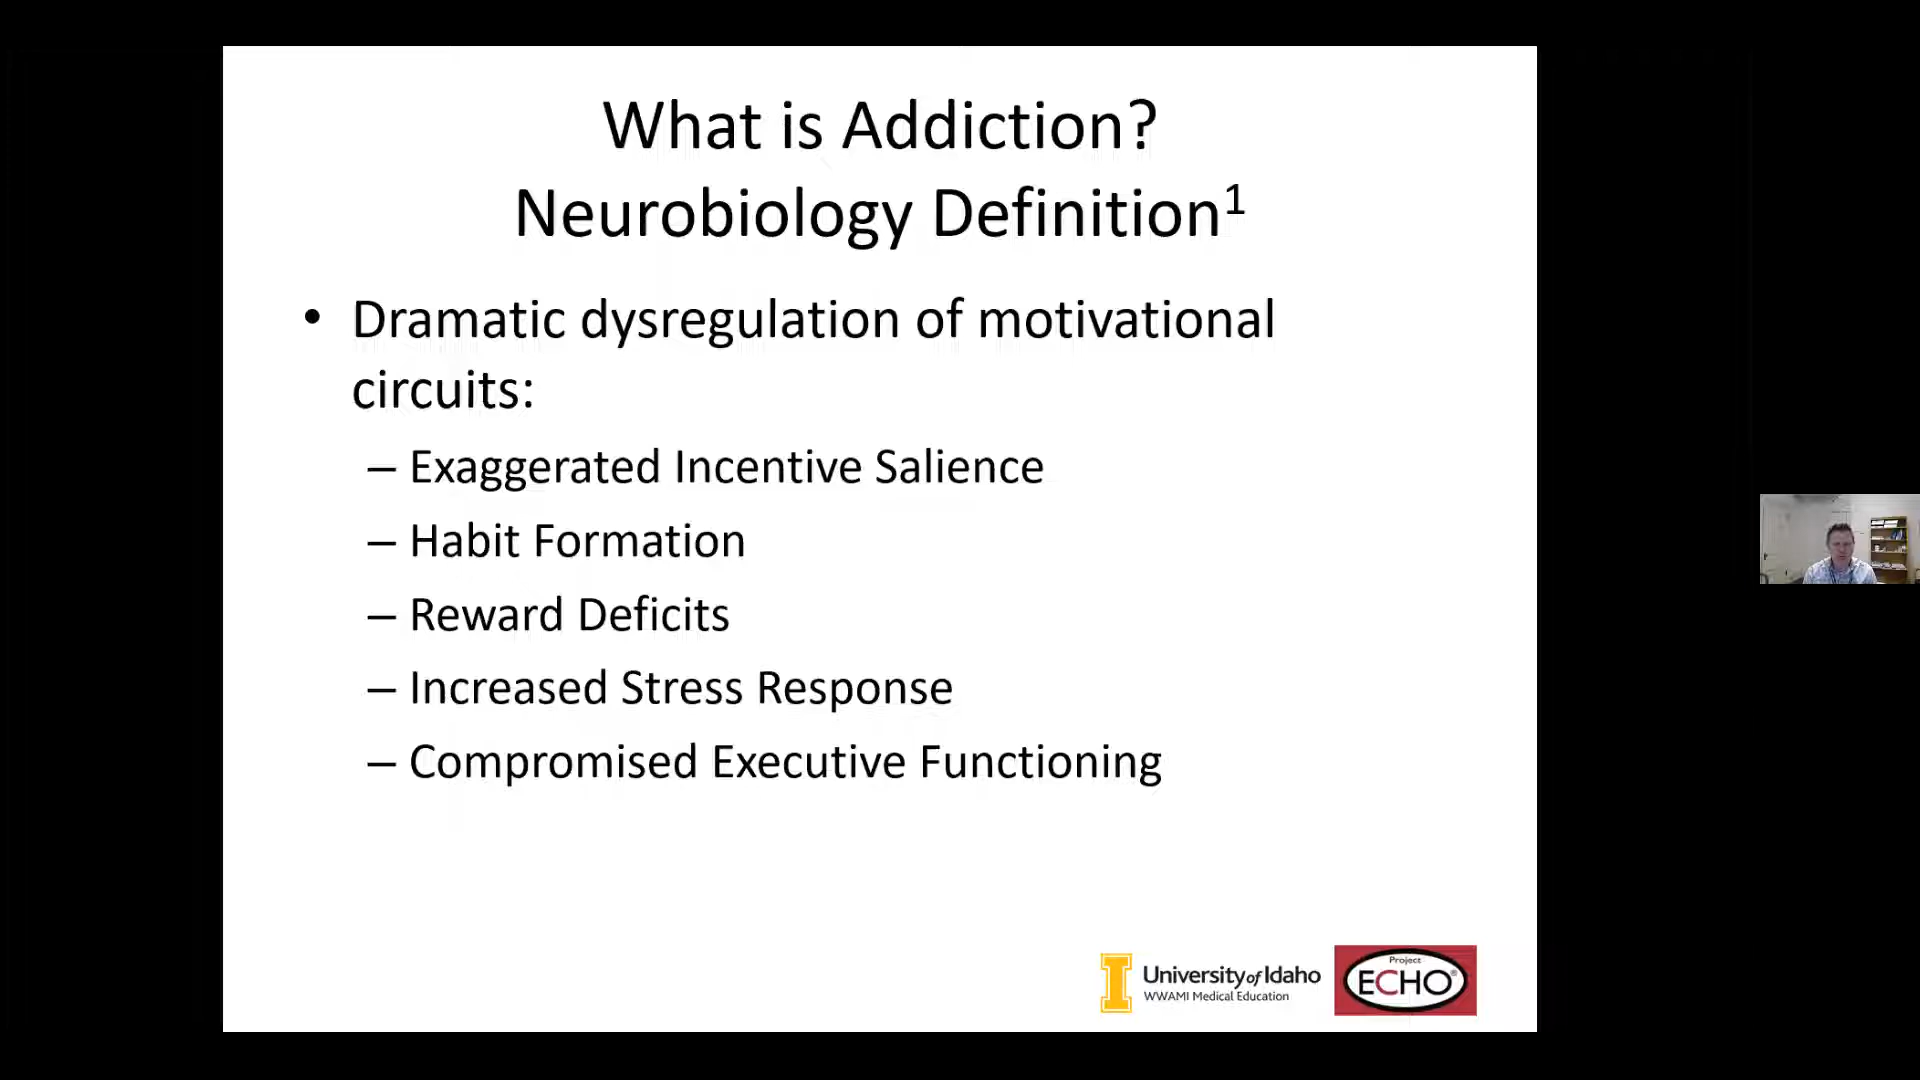 What is Addiction?
Neurobiology Definition1
• Dramatic dysregulation of motivational
circuits:
– Exaggerated Incentive Salience
– Habit Formation
– Reward Deficits
– Increased Stress Response
– Compromised Executive Functioning
University of Idaho
WWAMI Medical Education
Project
ECHO®